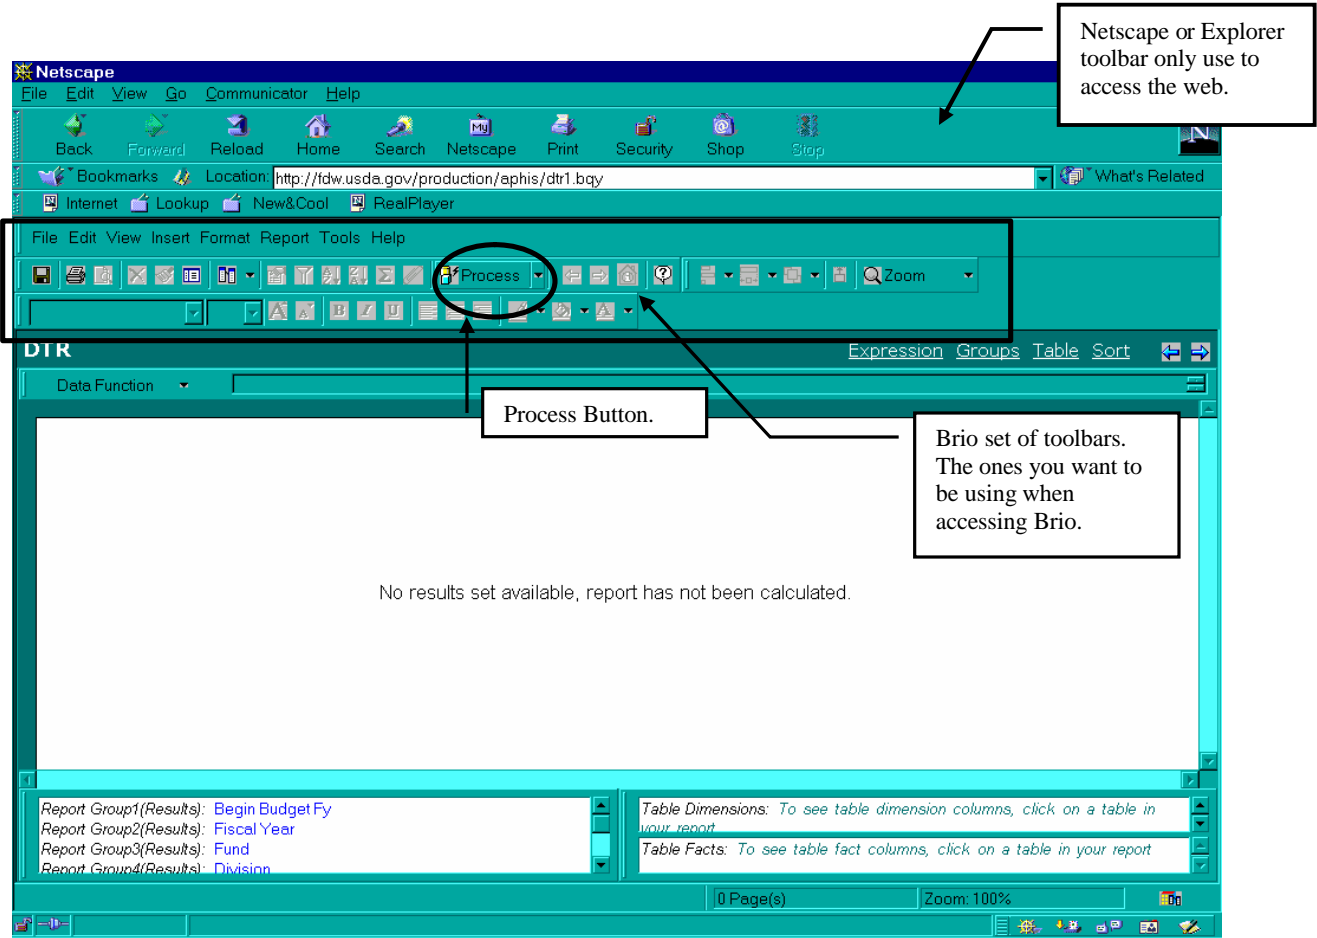 Netscape or Explorer
toolbar only use to
access the web.
Netscape
File Edit View Go Communicator Help
Back Forward Reload Home Search Netscape Print Security Shop Stop
My
N
Bookmarks Location: http://fdw.usda.gov/production/aphis/dtr1.bqy What's Related
Internet Lookup New&Cool RealPlayer
File Edit View Insert Format Report Tools Help
Process Zoom
A A B I U A
DTR Expression Groups Table Sort
Data Function
Process Button.
Brio set of toolbars.
The ones you want to
be using when
accessing Brio.
No results set available, report has not been calculated.
Report Group1(Results): Begin Budget Fy
Report Group2(Results): Fiscal Year
Report Group3(Results): Fund
Report Group4(Results): Division
Table Dimensions: To see table dimension columns, click on a table in
your report
Table Facts: To see table fact columns, click on a table in your report
0 Page(s) Zoom: 100%